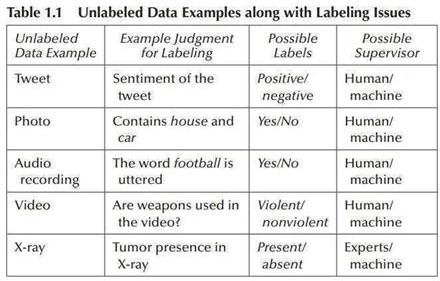 Table 1.1 Unlabeled Data Examples along with Labeling Issues
Unlabeled Data Example | Example Judgment for Labeling | Possible Labels | Possible Supervisor
Tweet | Sentiment of the tweet | Positive/negative | Human/machine
Photo | Contains house and car | Yes/No | Human/machine
Audio recording | The word football is uttered | Yes/No | Human/machine
Video | Are weapons used in the video? | Violent/nonviolent | Human/machine
X-ray | Tumor presence in X-ray | Present/absent | Experts/machine